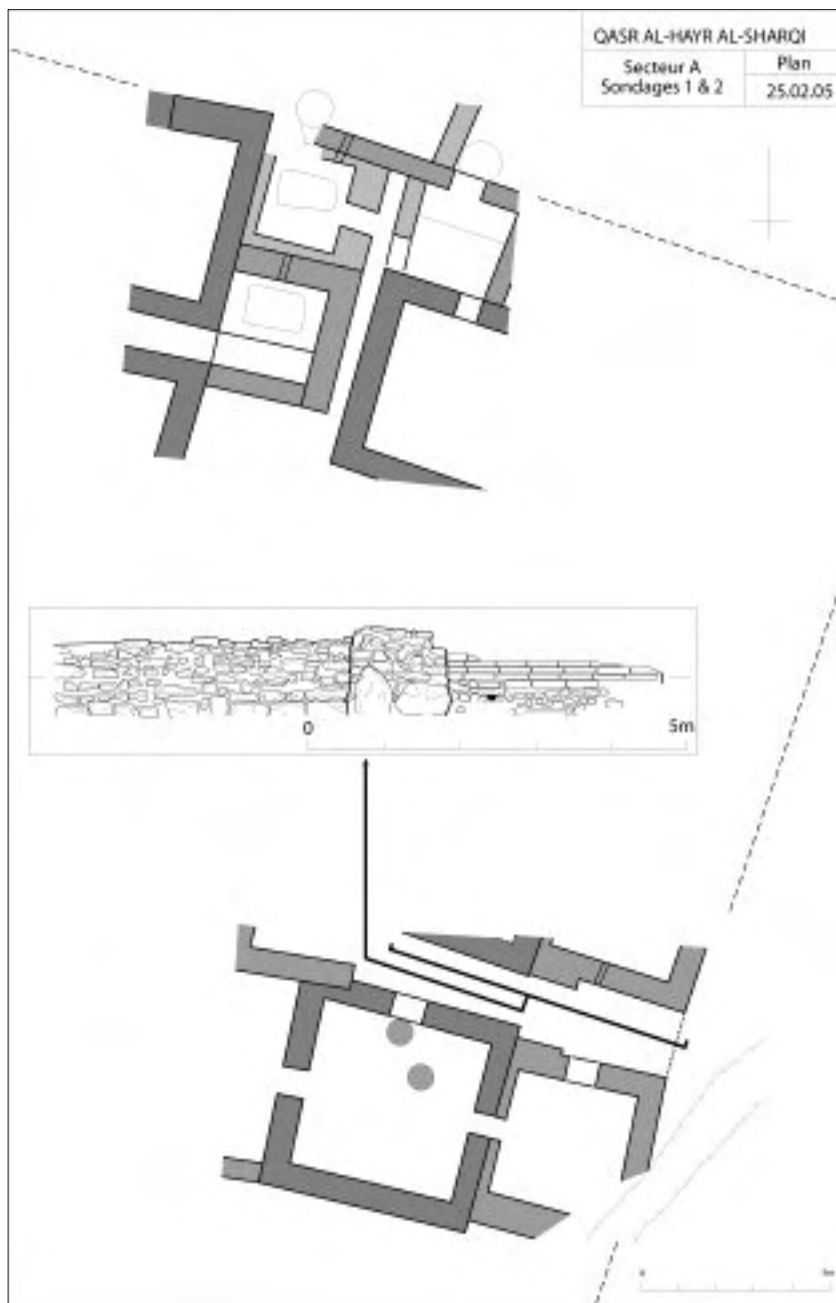 QASR AL-HAYR AL-SHARQI
Secteur A
Sondages 1 & 2
Plan
25.02.05
0 5m